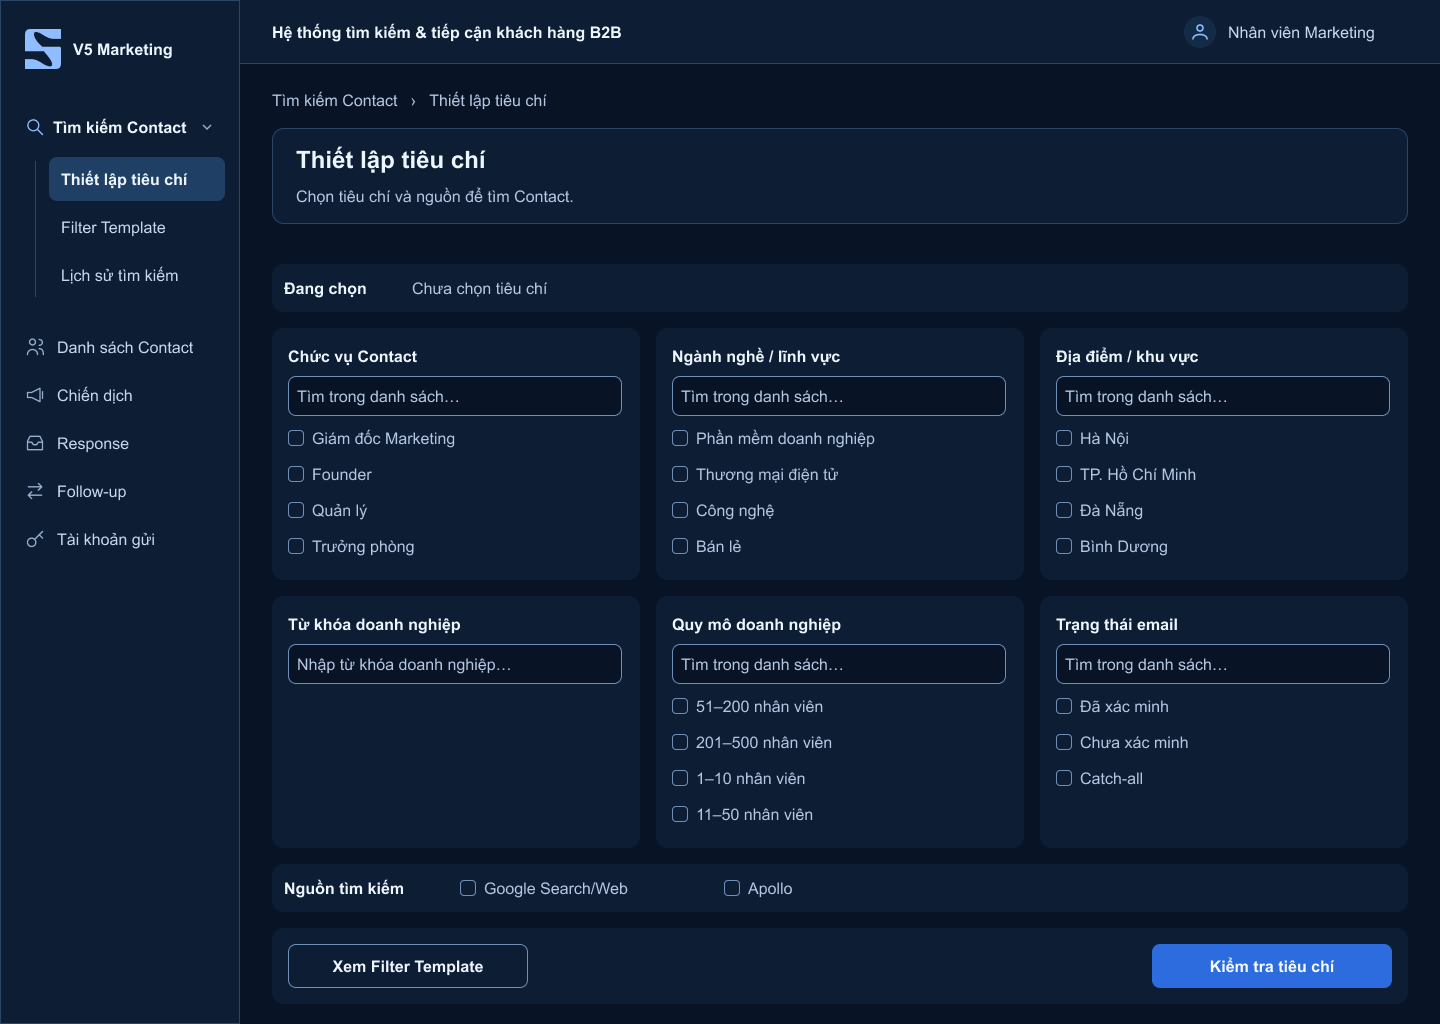 V5 Marketing
Tìm kiếm Contact
Thiết lập tiêu chí
Filter Template
Lịch sử tìm kiếm
Danh sách Contact
Chiến dịch
Response
Follow-up
Tài khoản gửi
Hệ thống tìm kiếm & tiếp cận khách hàng B2B
Nhân viên Marketing
Tìm kiếm Contact › Thiết lập tiêu chí
Thiết lập tiêu chí
Chọn tiêu chí và nguồn để tìm Contact.
Đang chọn Chưa chọn tiêu chí
Chức vụ Contact
Tìm trong danh sách…
Giám đốc Marketing
Founder
Quản lý
Trưởng phòng
Ngành nghề / lĩnh vực
Tìm trong danh sách…
Phần mềm doanh nghiệp
Thương mại điện tử
Công nghệ
Bán lẻ
Địa điểm / khu vực
Tìm trong danh sách…
Hà Nội
TP. Hồ Chí Minh
Đà Nẵng
Bình Dương
Từ khóa doanh nghiệp
Nhập từ khóa doanh nghiệp…
Quy mô doanh nghiệp
Tìm trong danh sách…
51–200 nhân viên
201–500 nhân viên
1–10 nhân viên
11–50 nhân viên
Trạng thái email
Tìm trong danh sách…
Đã xác minh
Chưa xác minh
Catch-all
Nguồn tìm kiếm Google Search/Web Apollo
Xem Filter Template
Kiểm tra tiêu chí